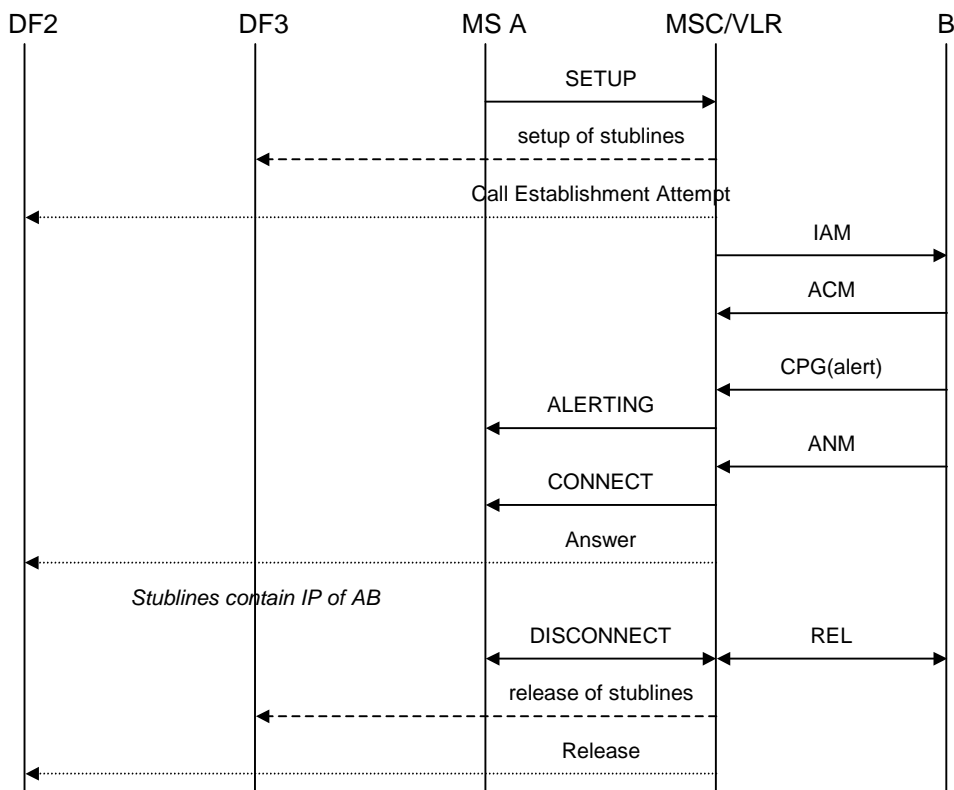 DF2 DF3 MS A MSC/VLR B
SETUP
setup of stublines
Call Establishment Attempt
IAM
ACM
CPG(alert)
ALERTING
ANM
CONNECT
Answer
Stublines contain IP of AB
DISCONNECT REL
release of stublines
Release